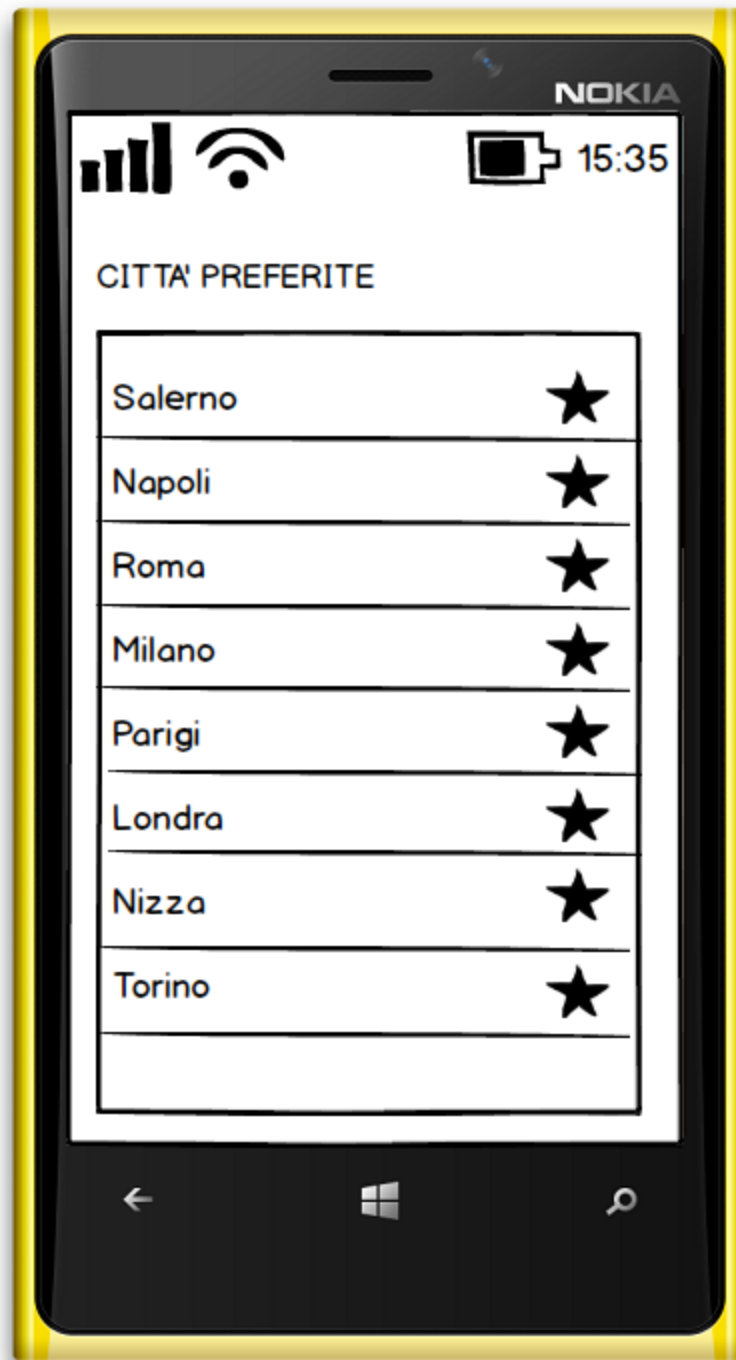 NOKIA
15:35
CITTA' PREFERITE
Salerno
Napoli
Roma
Milano
Parigi
Londra
Nizza
Torino